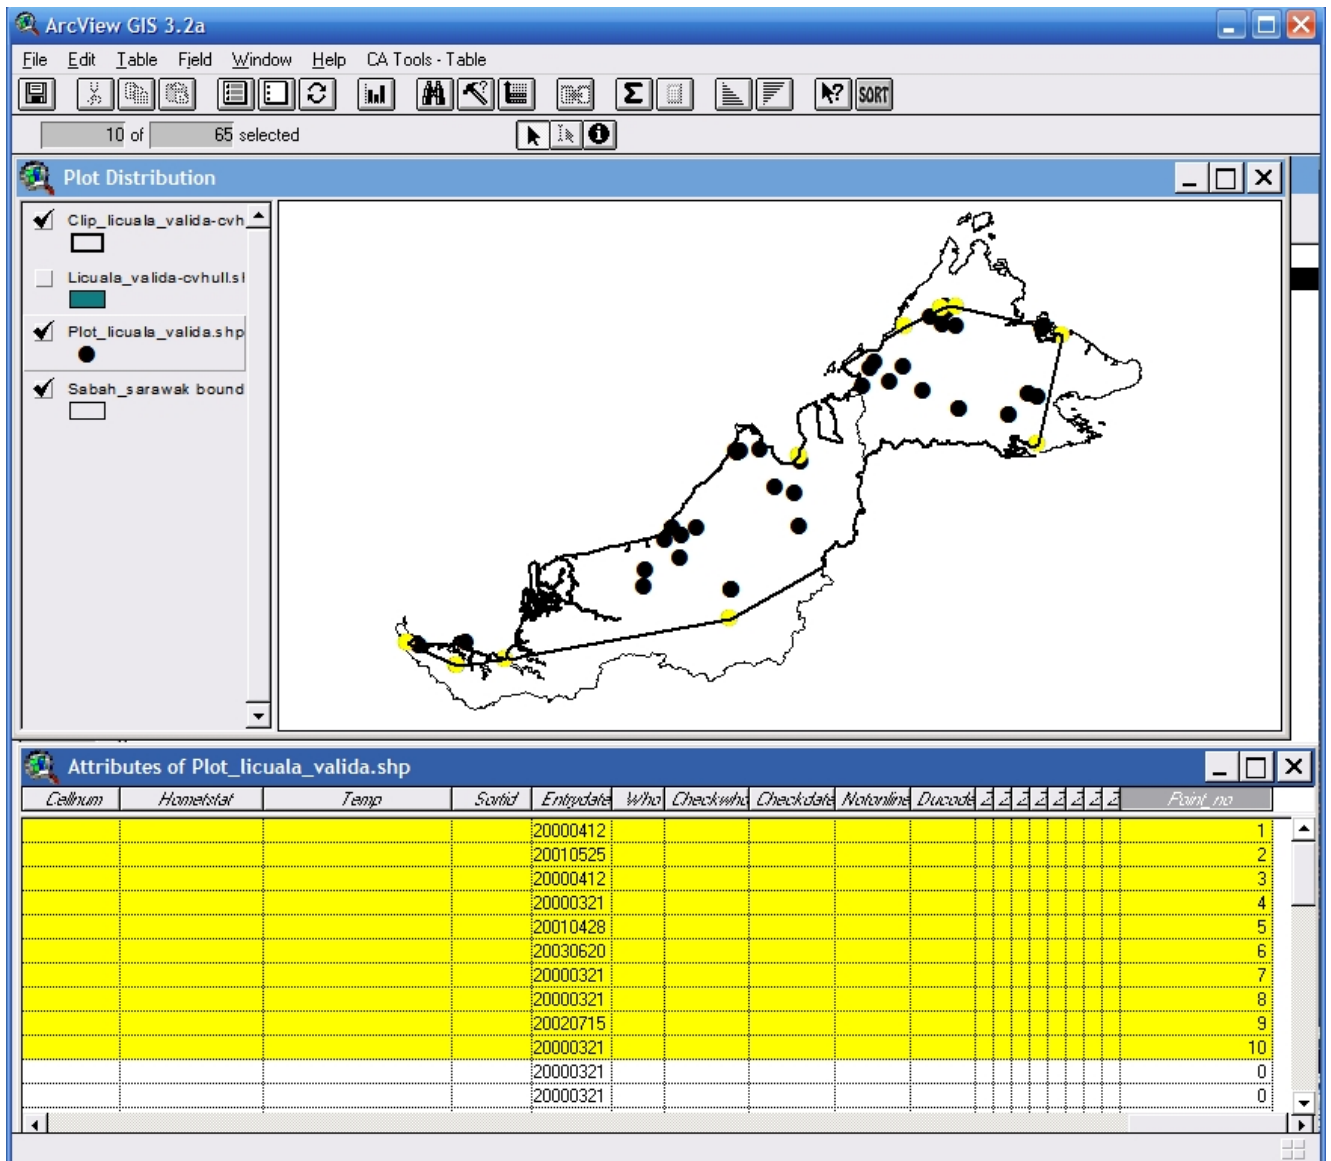 ArcView GIS 3.2a
File Edit Table Field Window Help CA Tools - Table
SORT
10 of 65 selected
Plot Distribution
Clip_licuala_valida-cvh
Licuala_valida-cvhull.sl
Plot_licuala_valida.shp
Sabah_sarawak bound
Attributes of Plot_licuala_valida.shp
Cellnum Homefstat Temp Sortid Entrydate Who Checkwho Checkdate Notonline Ducode Z Z Z Z Z Z Z Z Point_no
20000412 1
20010525 2
20000412 3
20000321 4
20010428 5
20030620 6
20000321 7
20000321 8
20020715 9
20000321 10
20000321 0
20000321 0